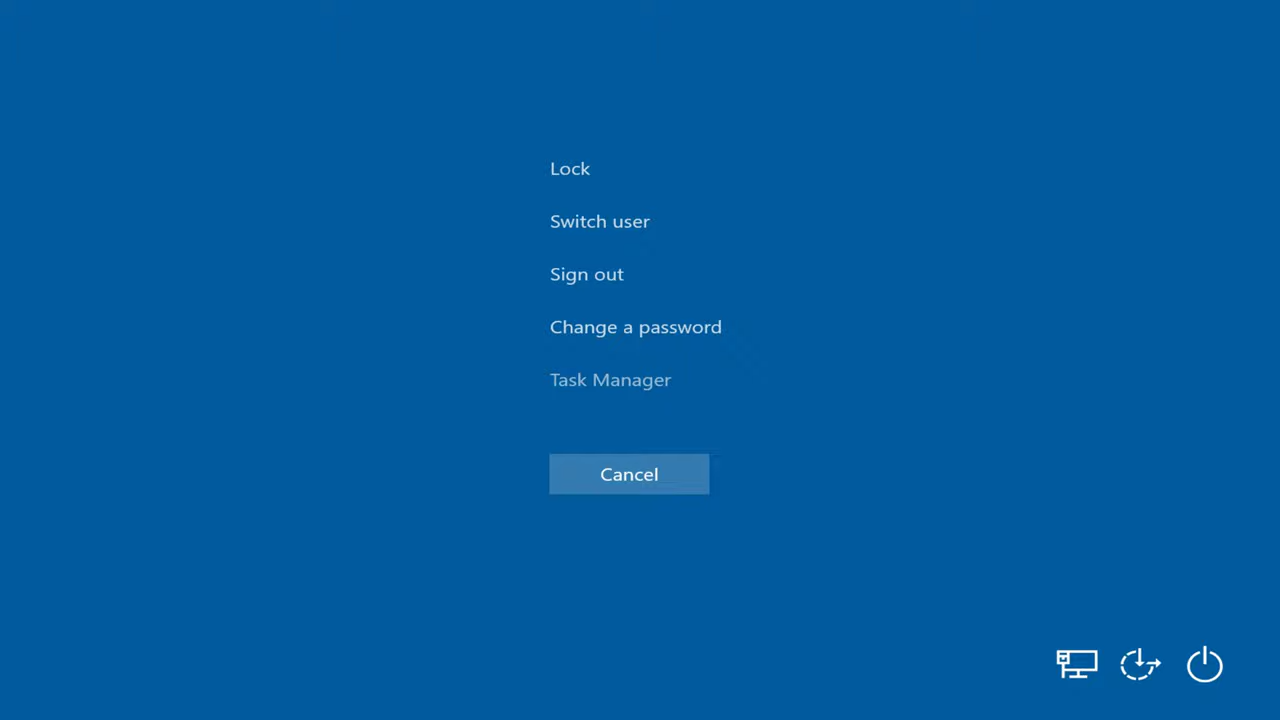 Lock
Switch user
Sign out
Change a password
Task Manager
Cancel